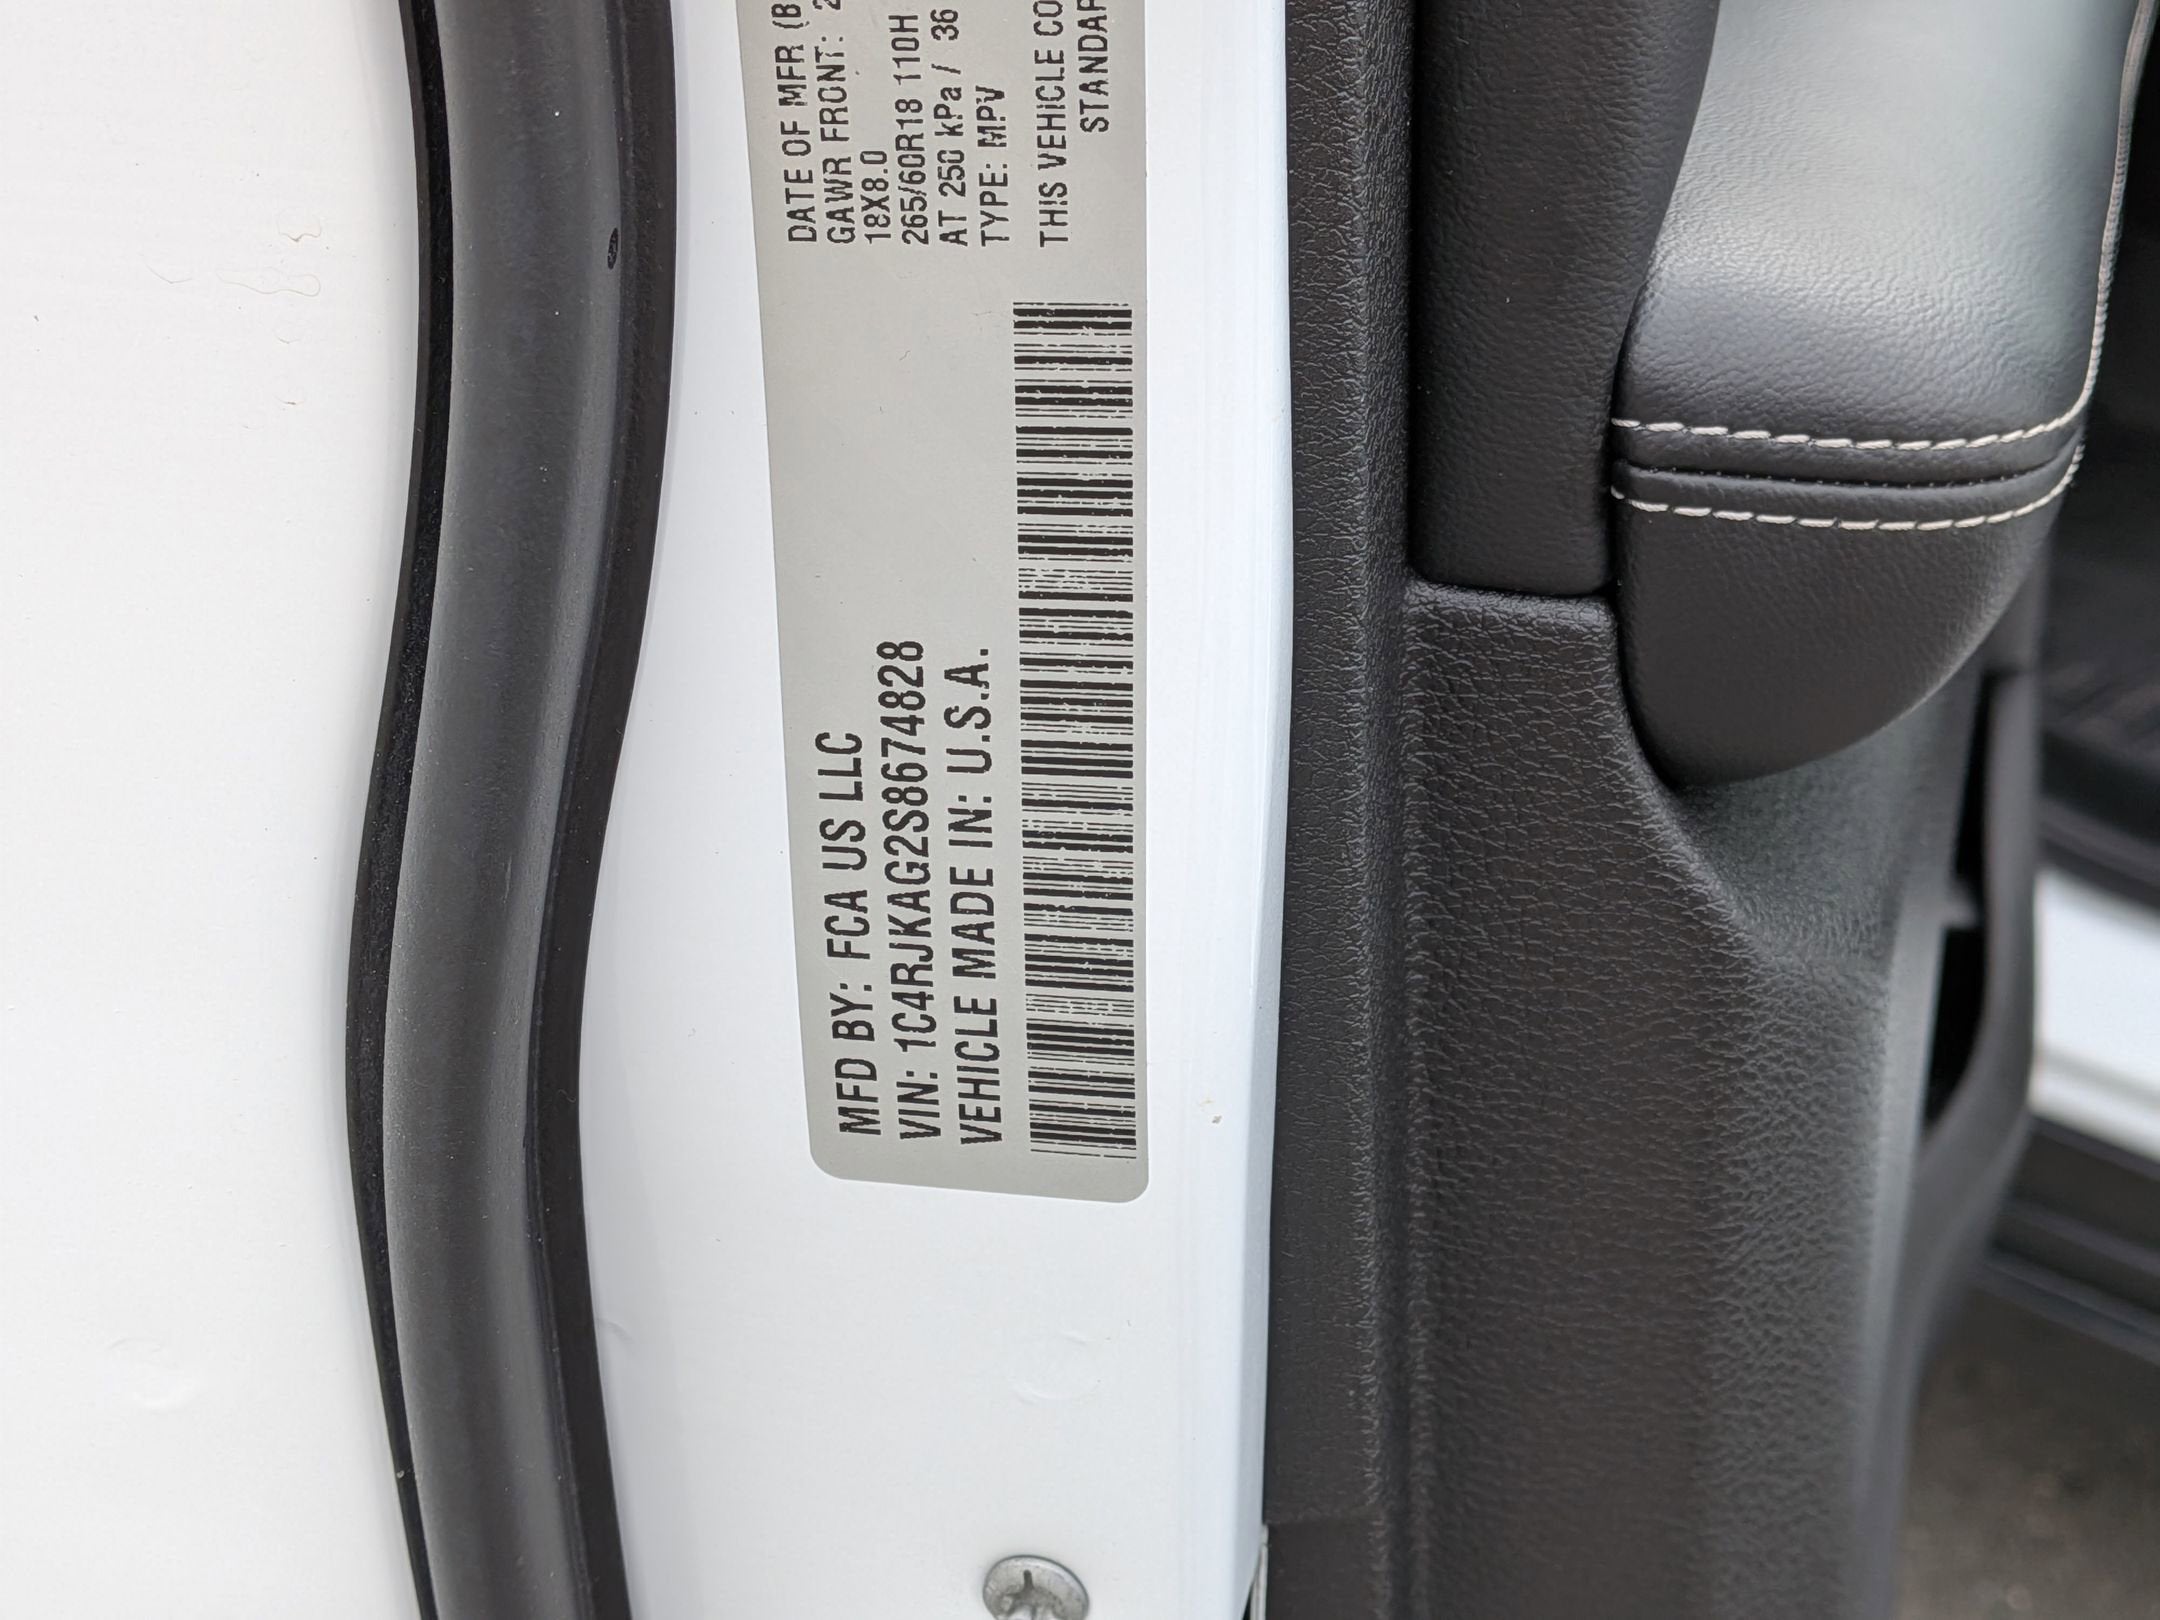 MFD BY: FCA US LLC
VIN: 1C4RJKAG2S8674828
VEHICLE MADE IN: U.S.A.
DATE OF MFR (B
GAWR FRONT: 2
18X8.0
265/60R18 110H
AT 250 kPa / 36
TYPE: MPV
THIS VEHICLE CO
STANDAR